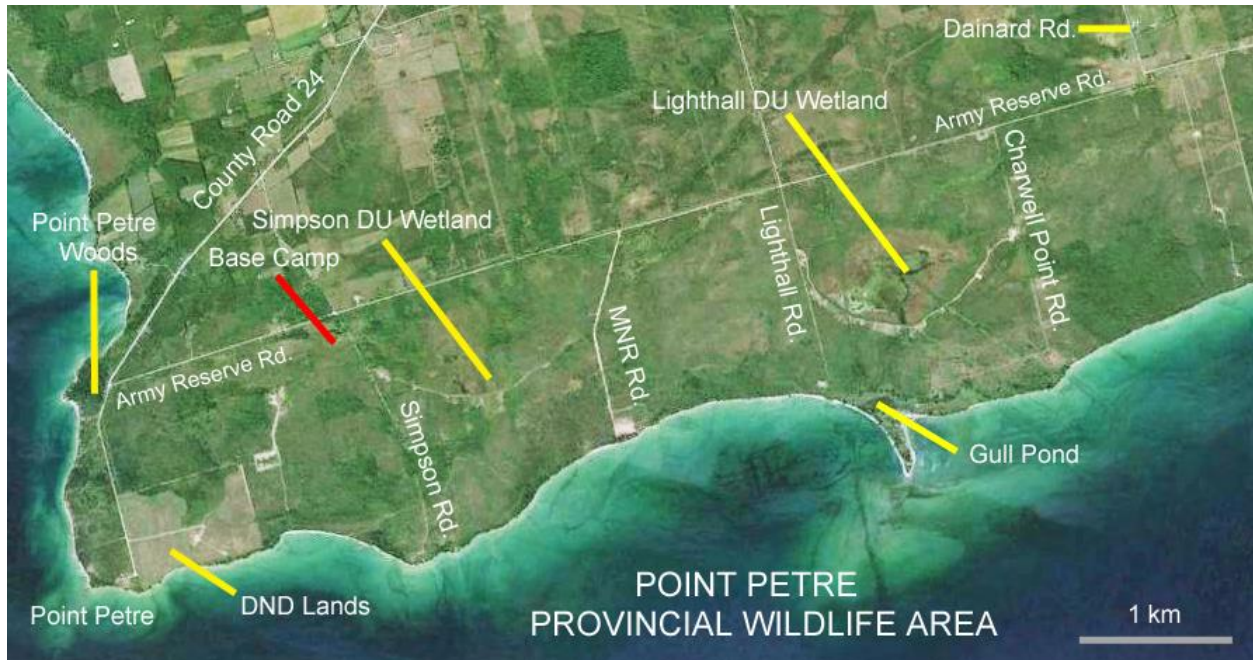 Dainard Rd.
Lighthall DU Wetland
Army Reserve Rd.
County Road 24
Charwell Point Rd.
Point Petre
Woods
Simpson DU Wetland
Base Camp
Lighthall Rd.
MNR Rd.
Army Reserve Rd.
Simpson Rd.
Gull Pond
POINT PETRE
PROVINCIAL WILDLIFE AREA
DND Lands
Point Petre
1 km